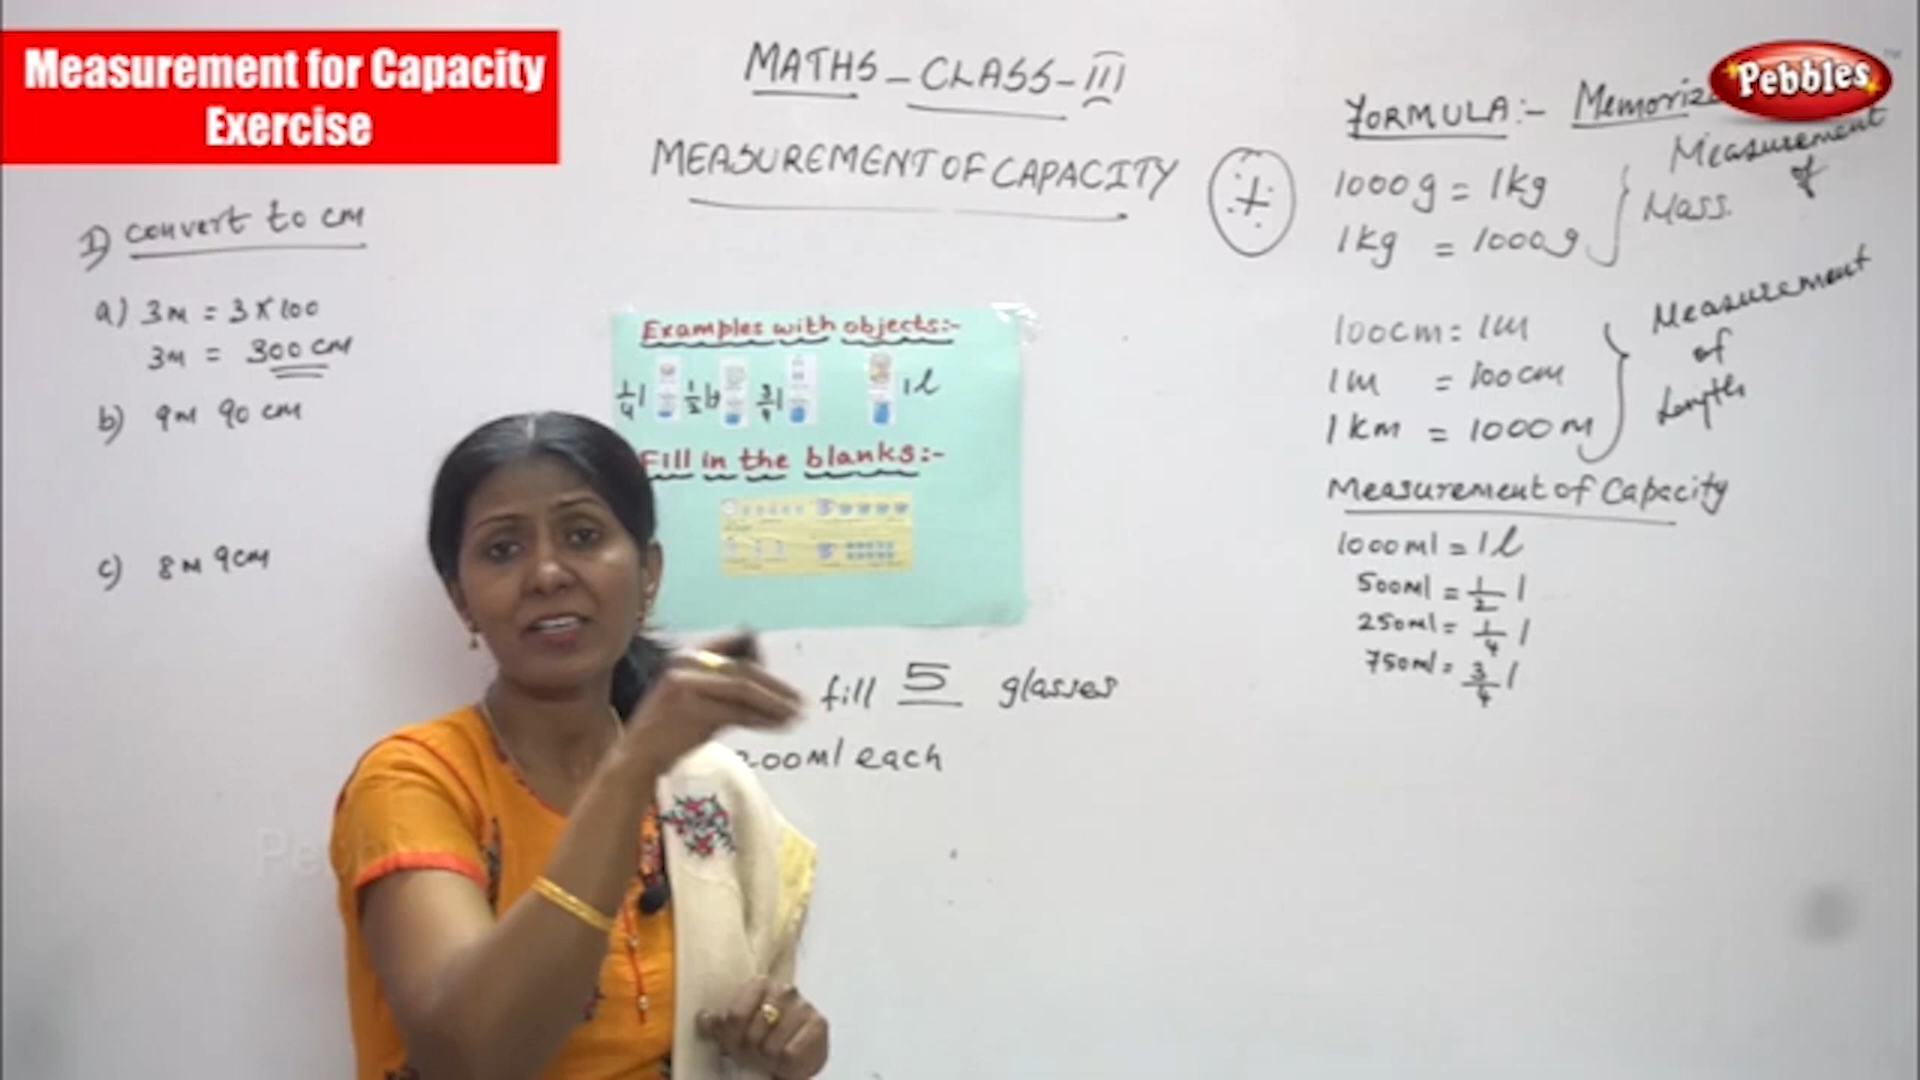 Measurement for Capacity
Exercise
MATHS - CLASS - III
MEASUREMENT OF CAPACITY
Pebbles
1) convert to cm
a) 3m = 3 x 100
3m = 300 cm
b) 9m 90 cm
c) 8m 9cm
Examples with objects:-
1/4 l
1/2 l
3/4 l
1 l
Fill in the blanks:-
fill 5 glasses
200ml each
FORMULA:- Memoriz
1000g = 1kg
1kg = 1000g
Measurement
of
Mass.
100cm = 1m
1m = 100cm
1km = 1000m
Measurement
of
Length
Measurement of Capacity
1000ml = 1l
500ml = 1/2 l
250ml = 1/4 l
750ml = 3/4 l